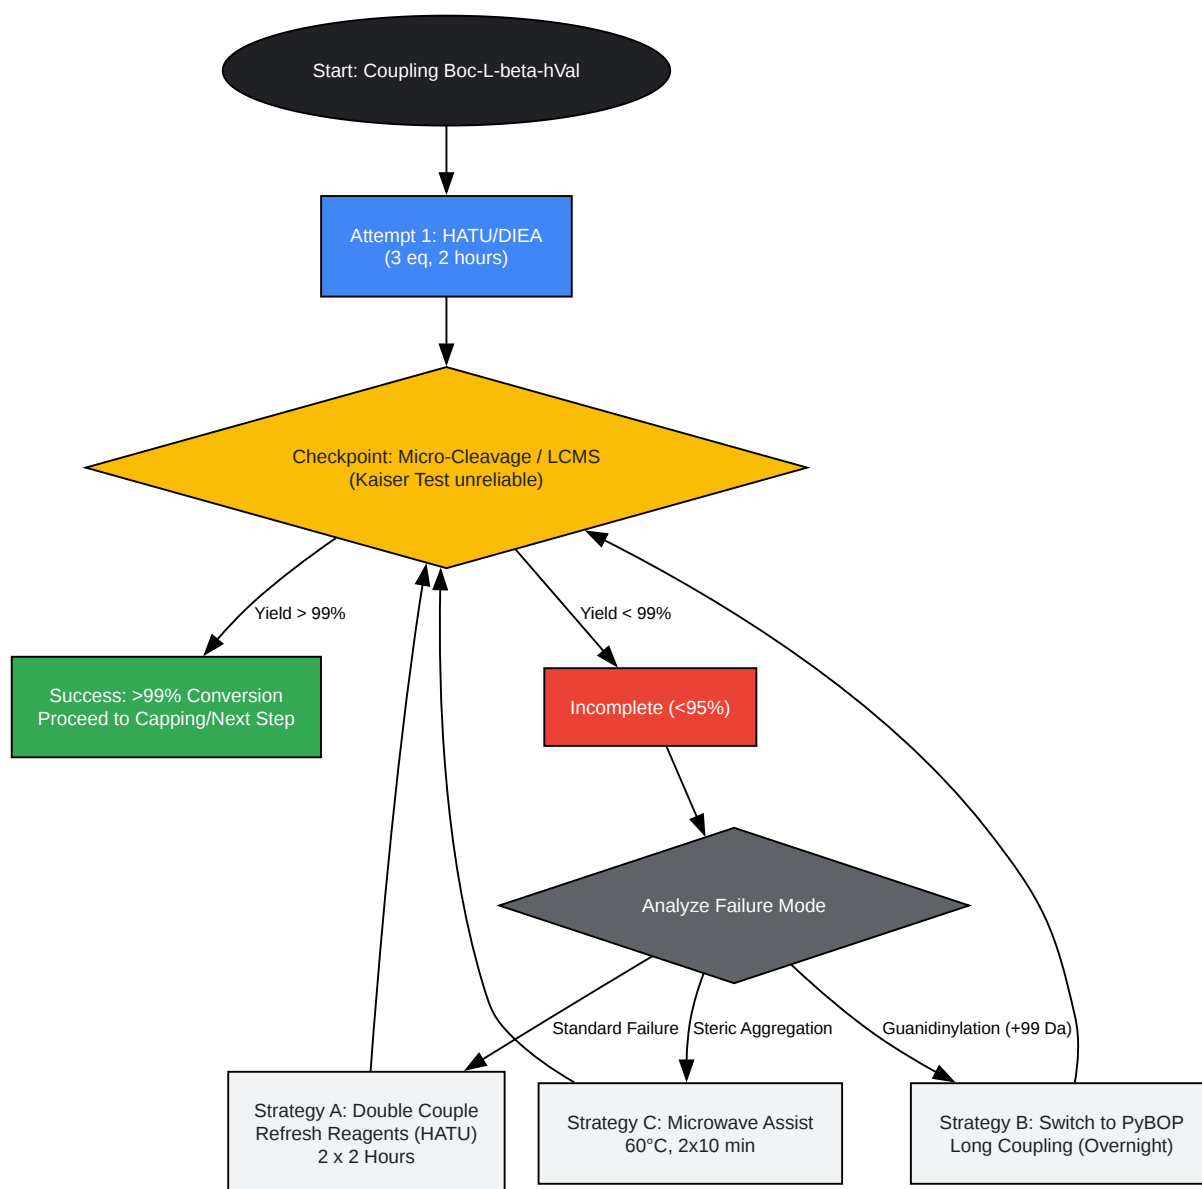 Start: Coupling Boc-L-beta-hVal
Attempt 1: HATU/DIEA
(3 eq, 2 hours)
Checkpoint: Micro-Cleavage / LCMS
(Kaiser Test unreliable)
Yield > 99%
Yield < 99%
Success: >99% Conversion
Proceed to Capping/Next Step
Incomplete (<95%)
Analyze Failure Mode
Standard Failure
Steric Aggregation
Guanidinylation (+99 Da)
Strategy A: Double Couple
Refresh Reagents (HATU)
2 x 2 Hours
Strategy C: Microwave Assist
60°C, 2x10 min
Strategy B: Switch to PyBOP
Long Coupling (Overnight)